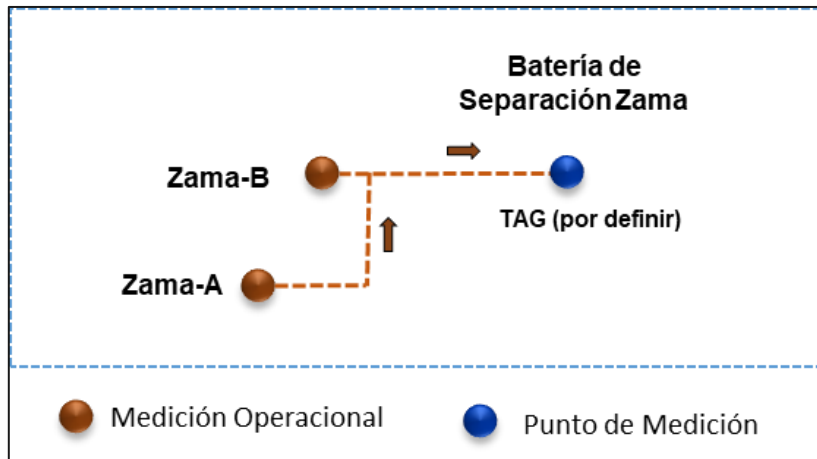 Batería de
Separación Zama
Zama-B
TAG (por definir)
Zama-A
Medición Operacional
Punto de Medición